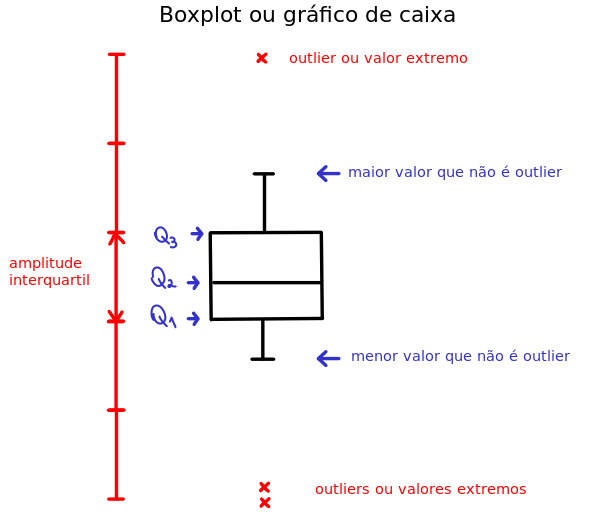 Boxplot ou gráfico de caixa
outlier ou valor extremo
maior valor que não é outlier
Q3
amplitude
interquartil
Q2
Q1
menor valor que não é outlier
outliers ou valores extremos